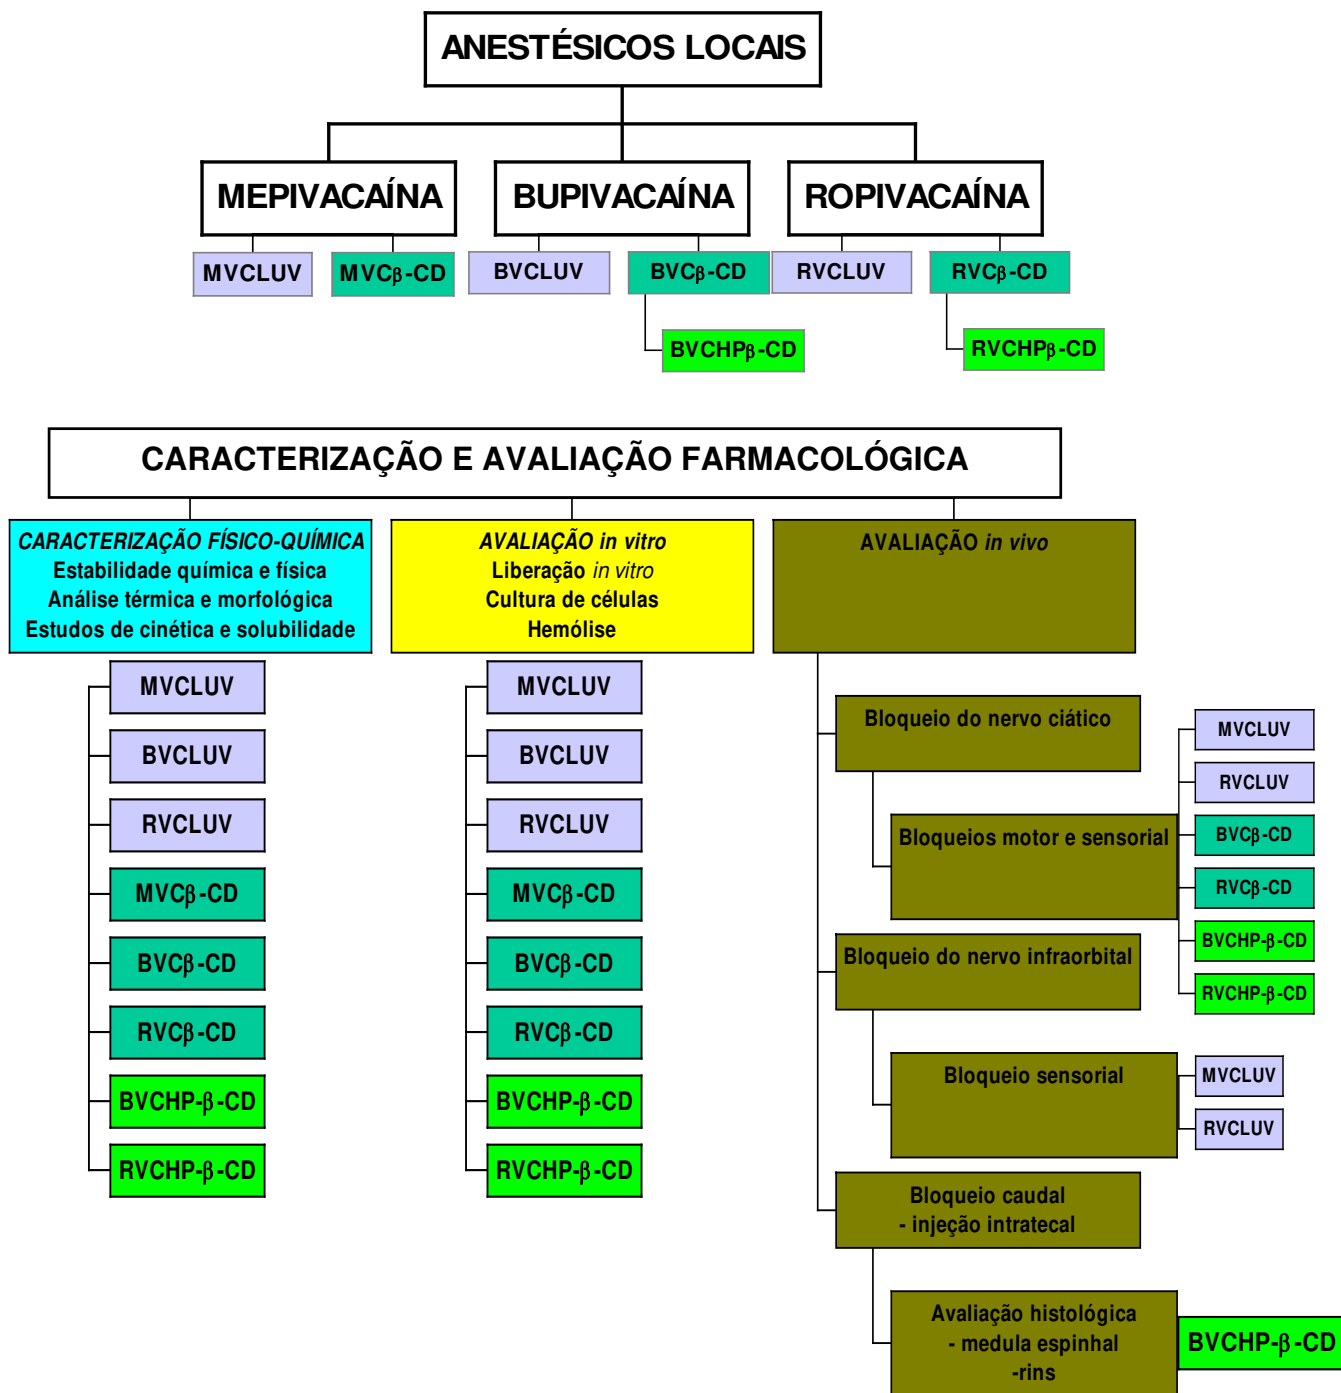 ANESTÉSICOS LOCAIS
MEPIVACAÍNA
BUPIVACAÍNA
ROPIVACAÍNA
MVCLUV
MVCβ-CD
BVCLUV
BVCβ-CD
RVCLUV
RVCβ-CD
BVCHPβ-CD
RVCHPβ-CD
CARACTERIZAÇÃO E AVALIAÇÃO FARMACOLÓGICA
CARACTERIZAÇÃO FÍSICO-QUÍMICA
Estabilidade química e física
Análise térmica e morfológica
Estudos de cinética e solubilidade
MVCLUV
BVCLUV
RVCLUV
MVCβ-CD
BVCβ-CD
RVCβ-CD
BVCHP-β-CD
RVCHP-β-CD
AVALIAÇÃO in vitro
Liberação in vitro
Cultura de células
Hemólise
MVCLUV
BVCLUV
RVCLUV
MVCβ-CD
BVCβ-CD
RVCβ-CD
BVCHP-β-CD
RVCHP-β-CD
AVALIAÇÃO in vivo
Bloqueio do nervo ciático
Bloqueios motor e sensorial
MVCLUV
RVCLUV
BVCβ-CD
RVCβ-CD
BVCHP-β-CD
RVCHP-β-CD
Bloqueio do nervo infraorbital
Bloqueio sensorial
MVCLUV
RVCLUV
Bloqueio caudal
- injeção intratecal
Avaliação histológica
- medula espinhal
-rins
BVCHP-β-CD